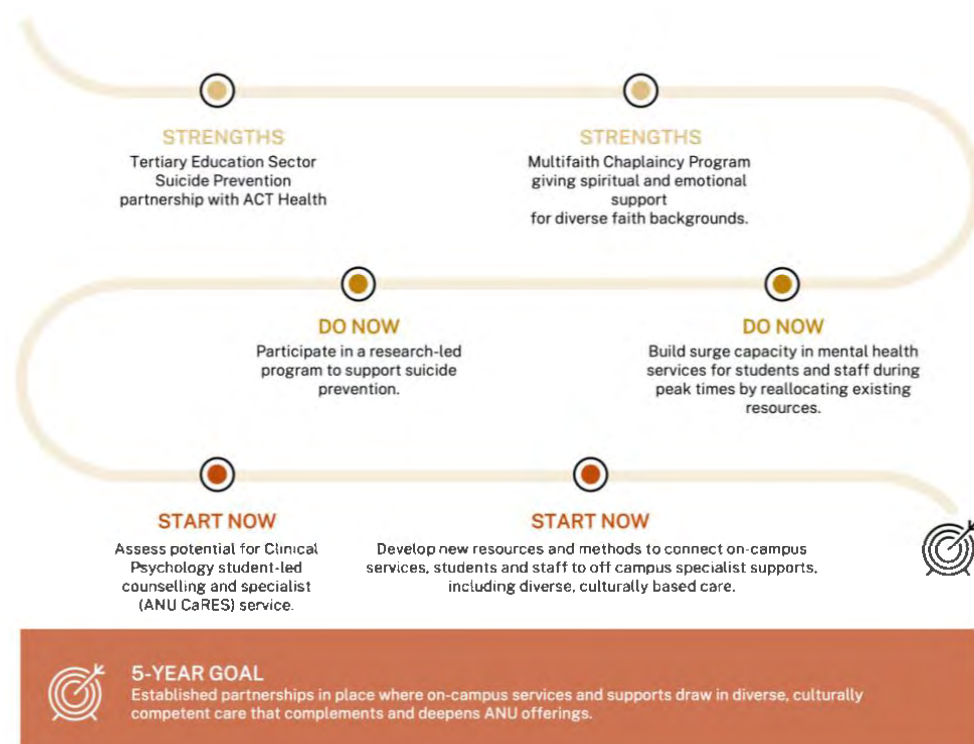 STRENGTHS
Tertiary Education Sector
Suicide Prevention
partnership with ACT Health
STRENGTHS
Multifaith Chaplaincy Program
giving spiritual and emotional
support
for diverse faith backgrounds.
DO NOW
Participate in a research-led
program to support suicide
prevention.
DO NOW
Build surge capacity in mental health
services for students and staff during
peak times by reallocating existing
resources.
START NOW
Assess potential for Clinical
Psychology student-led
counselling and specialist
(ANU CaRES) service.
START NOW
Develop new resources and methods to connect on-campus
services, students and staff to off campus specialist supports,
including diverse, culturally based care.
5-YEAR GOAL
Established partnerships in place where on-campus services and supports draw in diverse, culturally
competent care that complements and deepens ANU offerings.